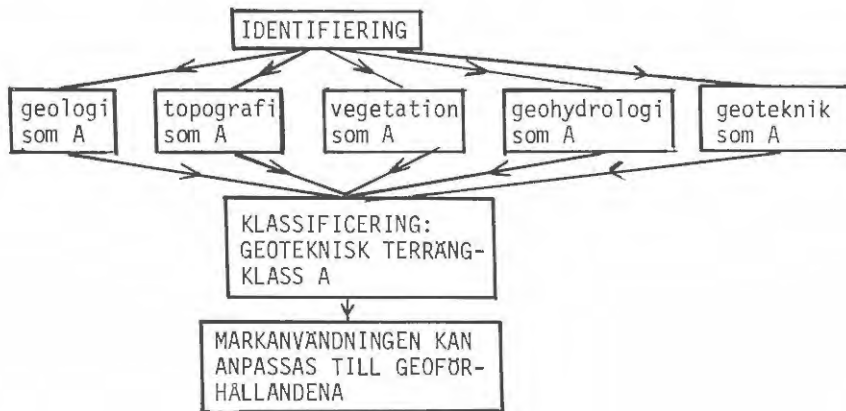 IDENTIFIERING
geologi
som A
topografi
som A
vegetation
som A
geohydrologi
som A
geoteknik
som A
KLASSIFICERING:
GEOTEKNISK TERRÄNG-
KLASS A
MARKANVÄNDNINGEN KAN
ANPASSAS TILL GEOFÖR-
HÅLLANDENA